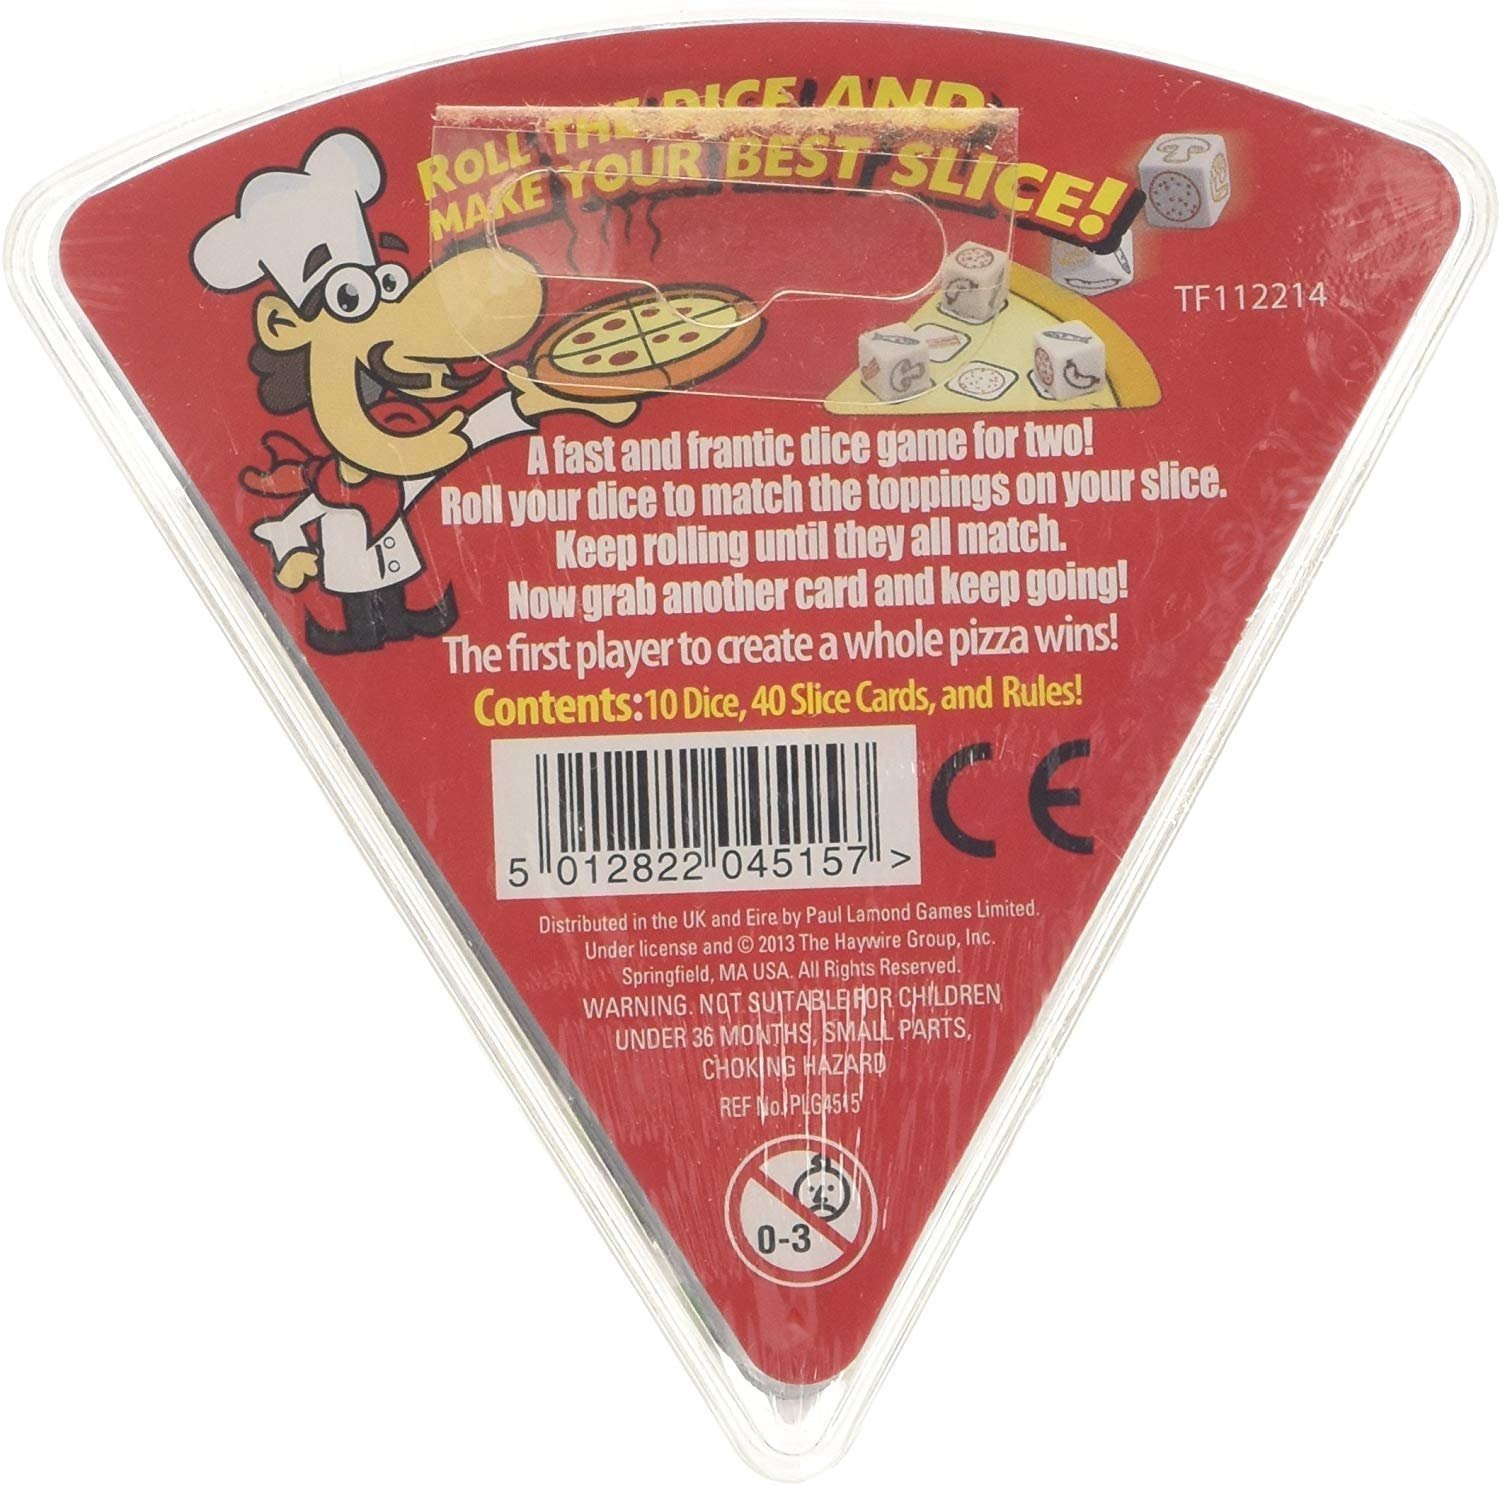 ROLL THE DICE AND
MAKE YOUR BEST SLICE!
TF112214
A fast and frantic dice game for two!
Roll your dice to match the toppings on your slice.
Keep rolling until they all match.
Now grab another card and keep going!
The first player to create a whole pizza wins!
Contents: 10 Dice, 40 Slice Cards, and Rules!
CE
5 012822 045157 >
Distributed in the UK and Eire by Paul Lamond Games Limited.
Under license and © 2013 The Haywire Group, Inc.
Springfield, MA USA. All Rights Reserved.
WARNING. NOT SUITABLE FOR CHILDREN
UNDER 36 MONTHS, SMALL PARTS,
CHOKING HAZARD
REF No. PLG4515
0-3